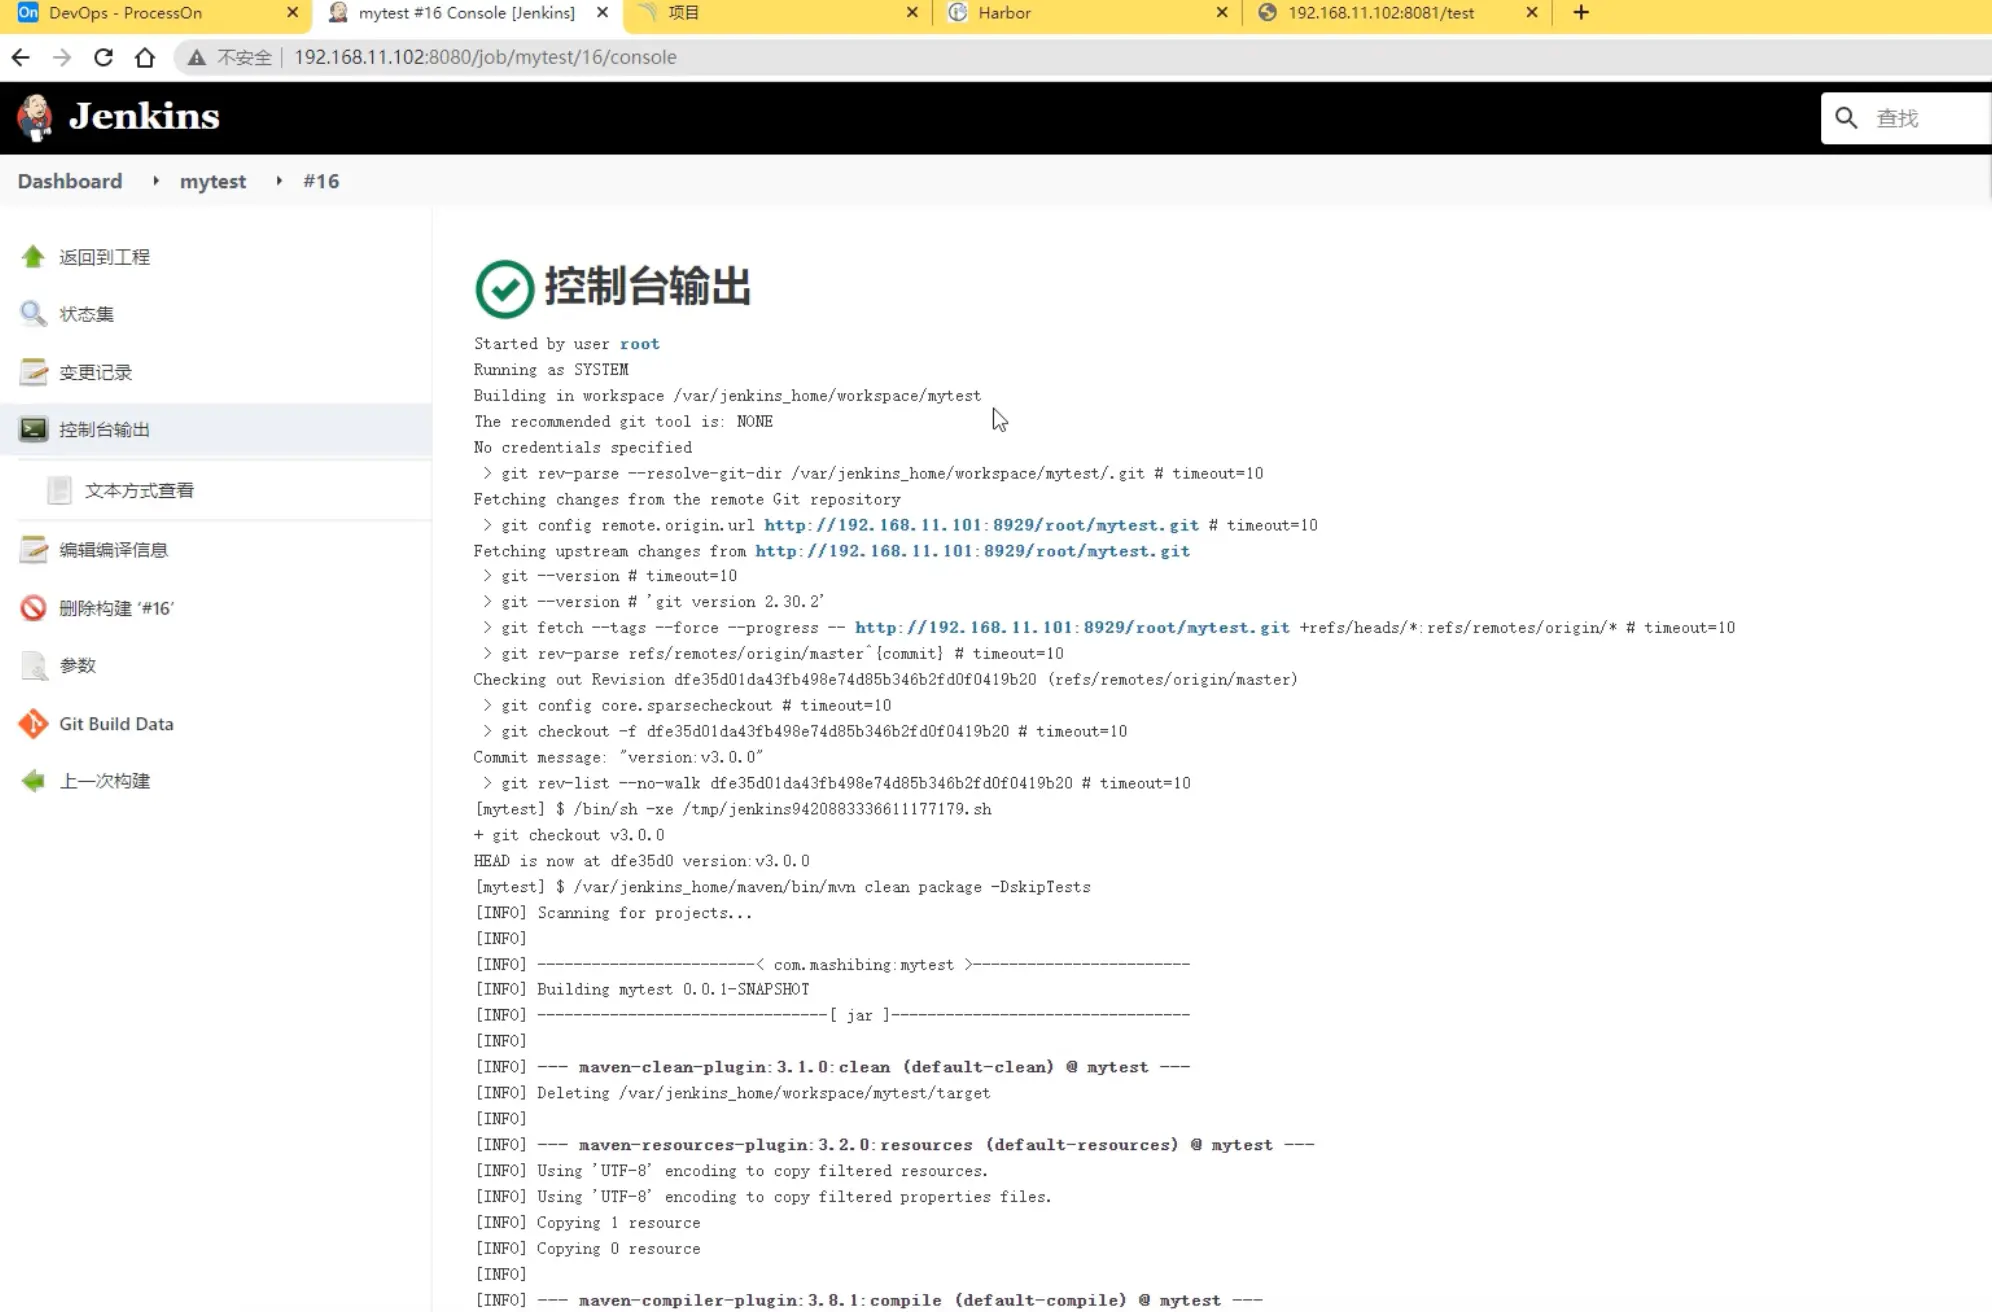 On DevOps - ProcessOn
mytest #16 Console [Jenkins]
项目
Harbor
192.168.11.102:8081/test
不安全 192.168.11.102:8080/job/mytest/16/console
Jenkins
查找
Dashboard mytest #16
返回到工程
状态集
变更记录
控制台输出
文本方式查看
编辑编译信息
删除构建 ‘#16’
参数
Git Build Data
上一次构建
控制台输出
Started by user root
Running as SYSTEM
Building in workspace /var/jenkins_home/workspace/mytest
The recommended git tool is: NONE
No credentials specified
> git rev-parse --resolve-git-dir /var/jenkins_home/workspace/mytest/.git # timeout=10
Fetching changes from the remote Git repository
> git config remote.origin.url http://192.168.11.101:8929/root/mytest.git # timeout=10
Fetching upstream changes from http://192.168.11.101:8929/root/mytest.git
> git --version # timeout=10
> git --version # 'git version 2.30.2'
> git fetch --tags --force --progress -- http://192.168.11.101:8929/root/mytest.git +refs/heads/*:refs/remotes/origin/* # timeout=10
> git rev-parse refs/remotes/origin/master^{commit} # timeout=10
Checking out Revision dfe35d01da43fb498e74d85b346b2fd0f0419b20 (refs/remotes/origin/master)
> git config core.sparsecheckout # timeout=10
> git checkout -f dfe35d01da43fb498e74d85b346b2fd0f0419b20 # timeout=10
Commit message: "version:v3.0.0"
> git rev-list --no-walk dfe35d01da43fb498e74d85b346b2fd0f0419b20 # timeout=10
[mytest] $ /bin/sh -xe /tmp/jenkins9420883336611177179.sh
+ git checkout v3.0.0
HEAD is now at dfe35d0 version:v3.0.0
[mytest] $ /var/jenkins_home/maven/bin/mvn clean package -DskipTests
[INFO] Scanning for projects...
[INFO]
[INFO] ------------------------< com.mashibing:mytest >------------------------
[INFO] Building mytest 0.0.1-SNAPSHOT
[INFO] --------------------------------[ jar ]---------------------------------
[INFO]
[INFO] --- maven-clean-plugin:3.1.0:clean (default-clean) @ mytest ---
[INFO] Deleting /var/jenkins_home/workspace/mytest/target
[INFO]
[INFO] --- maven-resources-plugin:3.2.0:resources (default-resources) @ mytest ---
[INFO] Using 'UTF-8' encoding to copy filtered resources.
[INFO] Using 'UTF-8' encoding to copy filtered properties files.
[INFO] Copying 1 resource
[INFO] Copying 0 resource
[INFO]
[INFO] --- maven-compiler-plugin:3.8.1:compile (default-compile) @ mytest ---